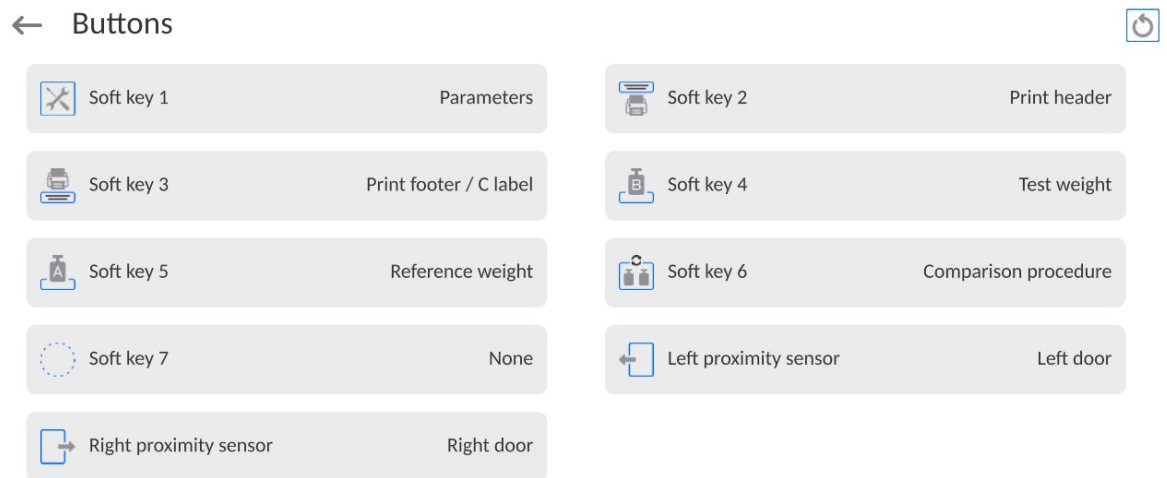 Buttons
Soft key 1 Parameters
Soft key 2 Print header
Soft key 3 Print footer / C label
Soft key 4 Test weight
B
Soft key 5 Reference weight
A
Soft key 6 Comparison procedure
Soft key 7 None
Left proximity sensor Left door
Right proximity sensor Right door